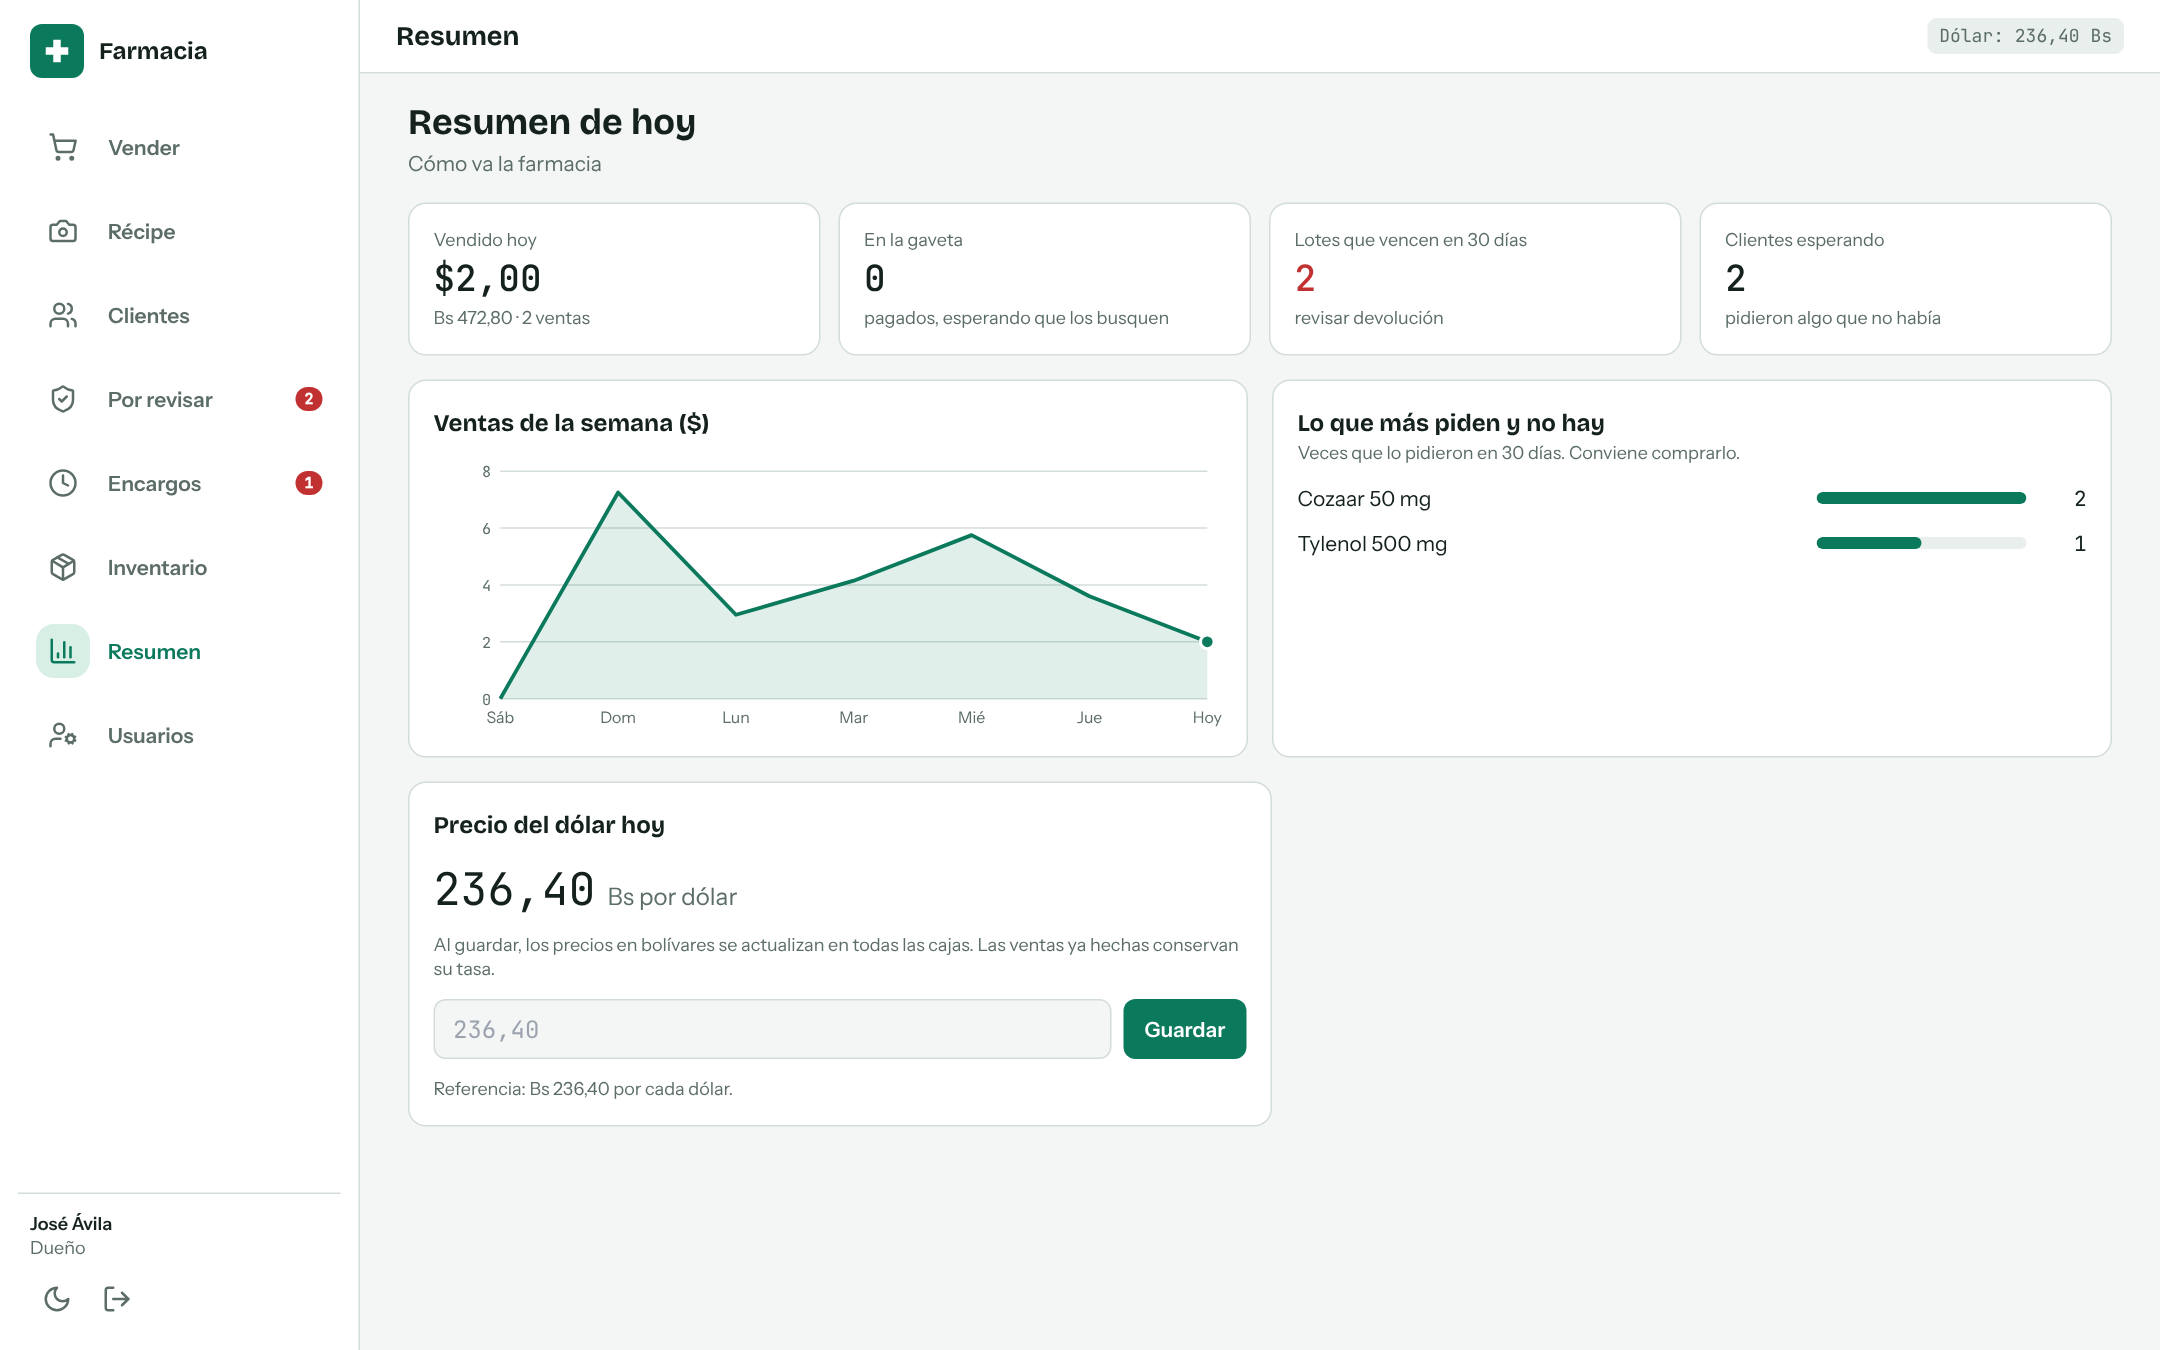 Farmacia
Vender
Récipe
Clientes
Por revisar 2
Encargos 1
Inventario
Resumen
Usuarios
José Ávila
Dueño
Resumen
Dólar: 236,40 Bs
Resumen de hoy
Cómo va la farmacia
Vendido hoy
$2,00
Bs 472,80 · 2 ventas
En la gaveta
0
pagados, esperando que los busquen
Lotes que vencen en 30 días
2
revisar devolución
Clientes esperando
2
pidieron algo que no había
Ventas de la semana ($)
8
6
4
2
0
Sáb Dom Lun Mar Mié Jue Hoy
Lo que más piden y no hay
Veces que lo pidieron en 30 días. Conviene comprarlo.
Cozaar 50 mg 2
Tylenol 500 mg 1
Precio del dólar hoy
236,40 Bs por dólar
Al guardar, los precios en bolívares se actualizan en todas las cajas. Las ventas ya hechas conservan
su tasa.
236,40
Guardar
Referencia: Bs 236,40 por cada dólar.